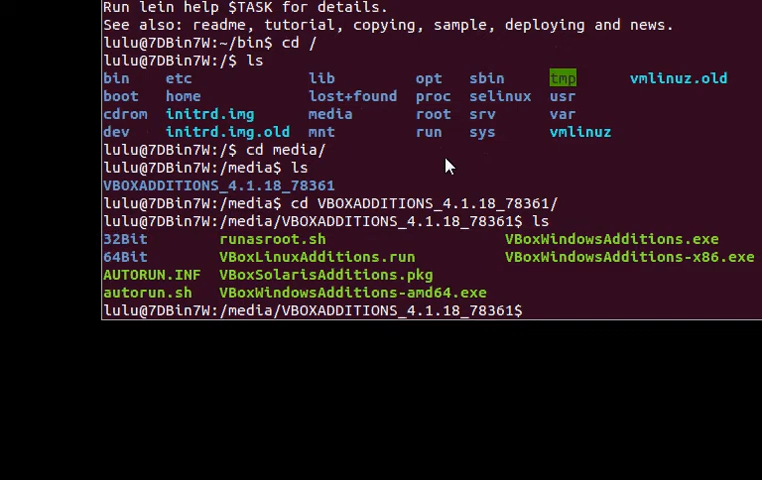 Run lein help $TASK for details.
See also: readme, tutorial, copying, sample, deploying and news.
lulu@7DBin7W:~/bin$ cd /
lulu@7DBin7W:/$ ls
bin etc lib opt sbin tmp vmlinuz.old
boot home lost+found proc selinux usr
cdrom initrd.img media root srv var
dev initrd.img.old mnt run sys vmlinuz
lulu@7DBin7W:/$ cd media/
lulu@7DBin7W:/media$ ls
VBOXADDITIONS_4.1.18_78361
lulu@7DBin7W:/media$ cd VBOXADDITIONS_4.1.18_78361/
lulu@7DBin7W:/media/VBOXADDITIONS_4.1.18_78361$ ls
32Bit runasroot.sh VBoxWindowsAdditions.exe
64Bit VBoxLinuxAdditions.run VBoxWindowsAdditions-x86.exe
AUTORUN.INF VBoxSolarisAdditions.pkg
autorun.sh VBoxWindowsAdditions-amd64.exe
lulu@7DBin7W:/media/VBOXADDITIONS_4.1.18_78361$